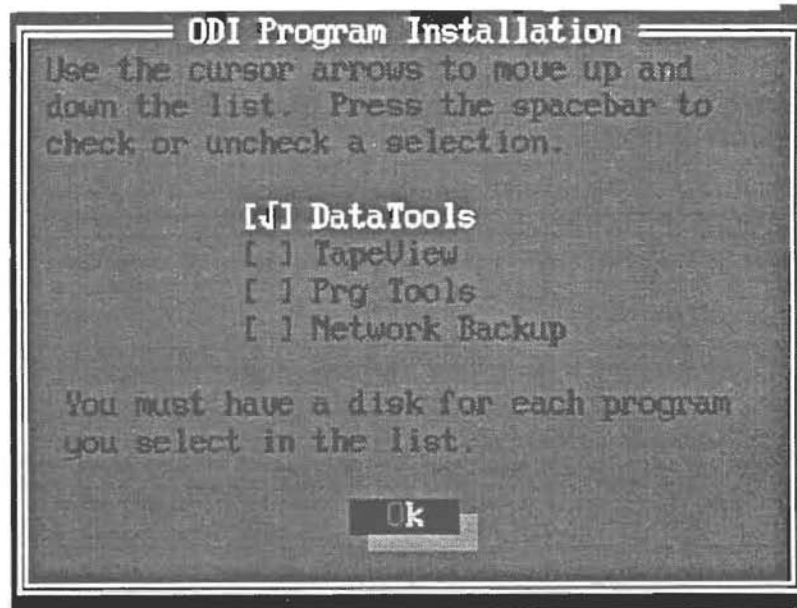 ODI Program Installation
Use the cursor arrows to move up and
down the list. Press the spacebar to
check or uncheck a selection.
[√] DataTools
[ ] TapeView
[ ] Prg Tools
[ ] Network Backup
You must have a disk for each program
you select in the list.
Ok